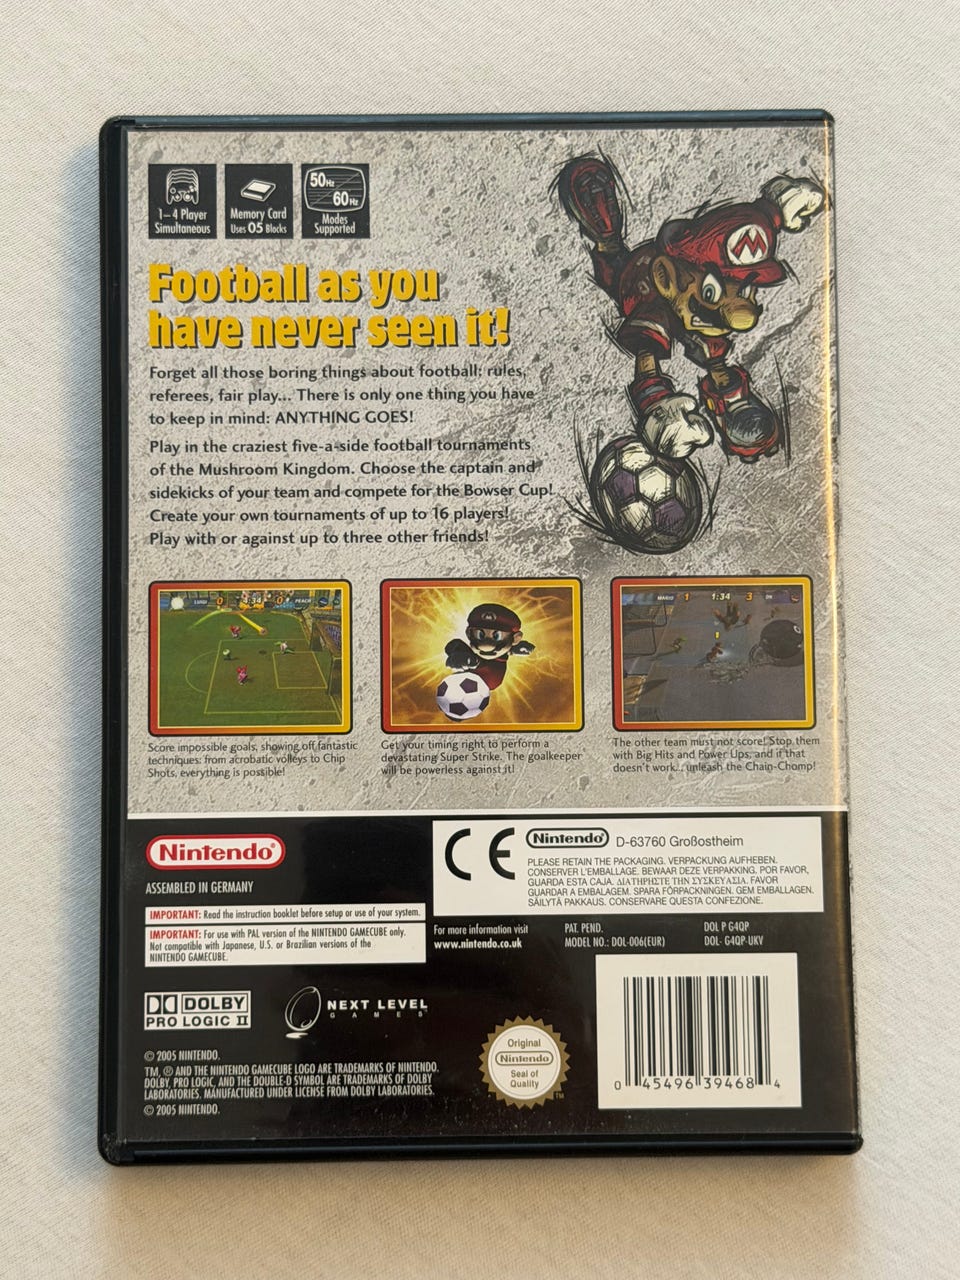 50Hz
60Hz
1–4 Player
Simultaneous
Memory Card
Uses 05 Blocks
Modes
Supported
M
Football as you
have never seen it!
Forget all those boring things about football; rules,
referees, fair play... There is only one thing you have
to keep in mind: ANYTHING GOES!
Play in the craziest five-a-side football tournaments
of the Mushroom Kingdom. Choose the captain and
sidekicks of your team and compete for the Bowser Cup!
Create your own tournaments of up to 16 players!
Play with or against up to three other friends!
LUIGI 0 4:34 0 PEACH
MARIO 1 1:34 3 DK
Score impossible goals, showing off fantastic
techniques: from acrobatic volleys to Chip
Shots, everything is possible!
Get your timing right to perform a
devastating Super Strike. The goalkeeper
will be powerless against it!
The other team must not score! Stop them
with Big Hits and Power Ups, and if that
doesn't work... unleash the Chain-Chomp!
Nintendo®
ASSEMBLED IN GERMANY
IMPORTANT: Read the instruction booklet before setup or use of your system.
IMPORTANT: For use with PAL version of the NINTENDO GAMECUBE only.
Not compatible with Japanese, U.S. or Brazilian versions of the
NINTENDO GAMECUBE.
CE
Nintendo® D-63760 Großostheim
PLEASE RETAIN THE PACKAGING. VERPACKUNG AUFHEBEN.
CONSERVER L'EMBALLAGE. BEWAAR DEZE VERPAKKING. POR FAVOR,
GUARDA ESTA CAJA. ΔΙΑΤΗΡΗΣΤΕ ΤΗΝ ΣΥΣΚΕΥΑΣΙΑ. FAVOR
GUARDAR A EMBALAGEM. SPARA FÖRPACKNINGEN. GEM EMBALLAGEN.
SÄILYTÄ PAKKAUS. CONSERVARE QUESTA CONFEZIONE.
For more information visit
www.nintendo.co.uk
PAT. PEND.
MODEL NO.: DOL-006(EUR)
DOL P G4QP
DOL- G4QP-UKV
DOLBY
PRO LOGIC II
NEXT LEVEL
GAMES
Original
Nintendo®
Seal of
Quality
TM
0 45496 39468 4
© 2005 NINTENDO.
TM, ® AND THE NINTENDO GAMECUBE LOGO ARE TRADEMARKS OF NINTENDO.
DOLBY, PRO LOGIC, AND THE DOUBLE-D SYMBOL ARE TRADEMARKS OF DOLBY
LABORATORIES. MANUFACTURED UNDER LICENSE FROM DOLBY LABORATORIES.
© 2005 NINTENDO.